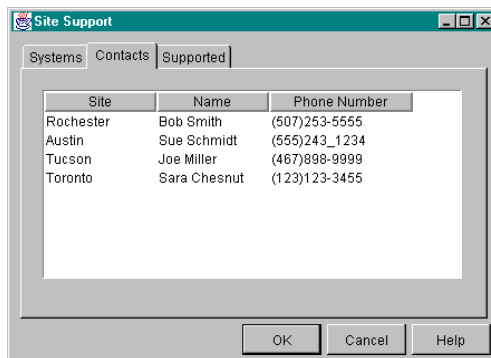 Site Support
Systems Contacts Supported
Site Name Phone Number
Rochester Bob Smith (507)253-5555
Austin Sue Schmidt (555)243_1234
Tucson Joe Miller (467)898-9999
Toronto Sara Chesnut (123)123-3455
OK Cancel Help